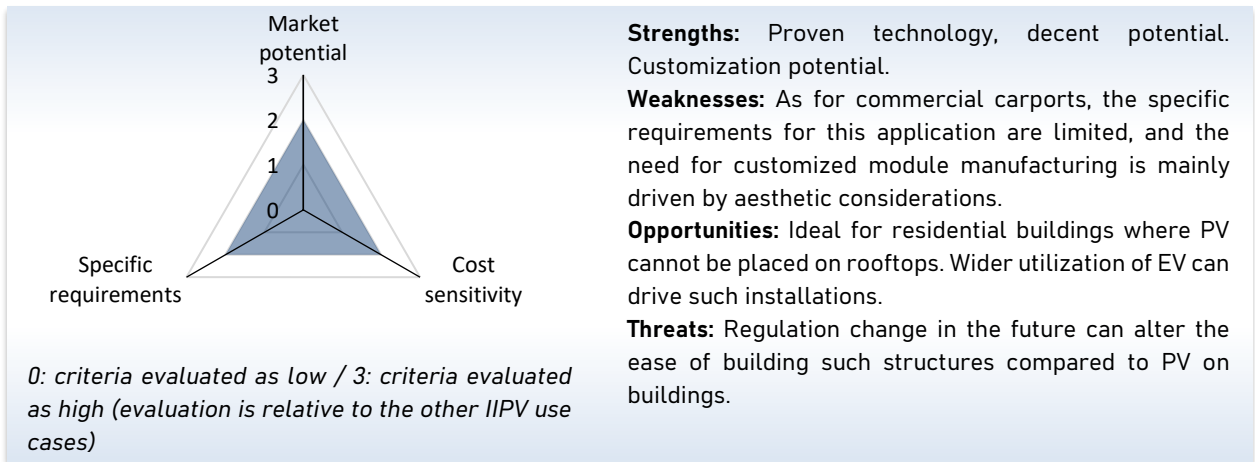 Market
potential
3
2
1
0
Specific
requirements
Cost
sensitivity
0: criteria evaluated as low / 3: criteria evaluated
as high (evaluation is relative to the other IIPV use
cases)
Strengths: Proven technology, decent potential.
Customization potential.
Weaknesses: As for commercial carports, the specific
requirements for this application are limited, and the
need for customized module manufacturing is mainly
driven by aesthetic considerations.
Opportunities: Ideal for residential buildings where PV
cannot be placed on rooftops. Wider utilization of EV can
drive such installations.
Threats: Regulation change in the future can alter the
ease of building such structures compared to PV on
buildings.